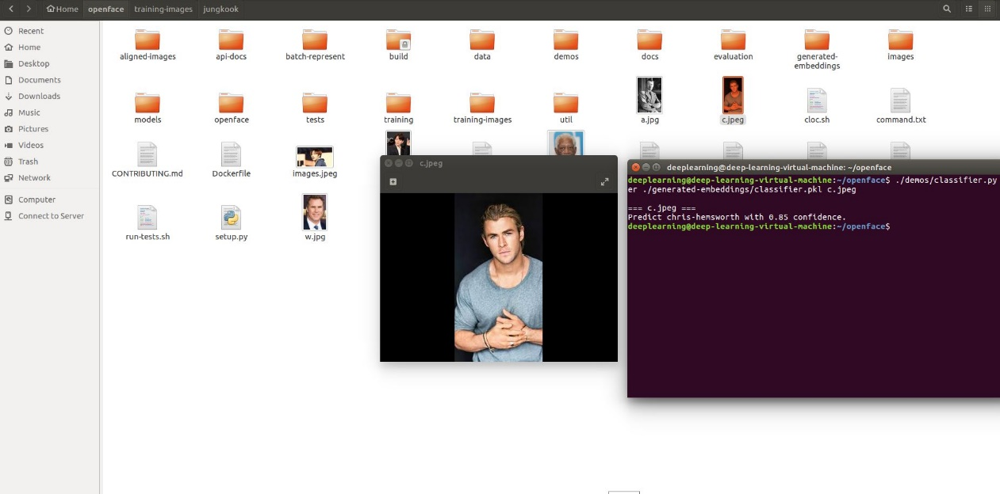 Home openface training-images jungkook
Recent
Home
Desktop
Documents
Downloads
Music
Pictures
Videos
Trash
Network
Computer
Connect to Server
aligned-images api-docs batch-represent build data demos docs evaluation generated-embeddings images
models openface tests training training-images util a.jpg c.jpeg cloc.sh command.txt
CONTRIBUTING.md Dockerfile images.jpeg
run-tests.sh setup.py w.jpg
c.jpeg
deeplearning@deep-learning-virtual-machine: ~/openface
deeplearning@deep-learning-virtual-machine:~/openface$ ./demos/classifier.py
er ./generated-embeddings/classifier.pkl c.jpeg
=== c.jpeg ===
Predict chris-hemsworth with 0.85 confidence.
deeplearning@deep-learning-virtual-machine:~/openface$